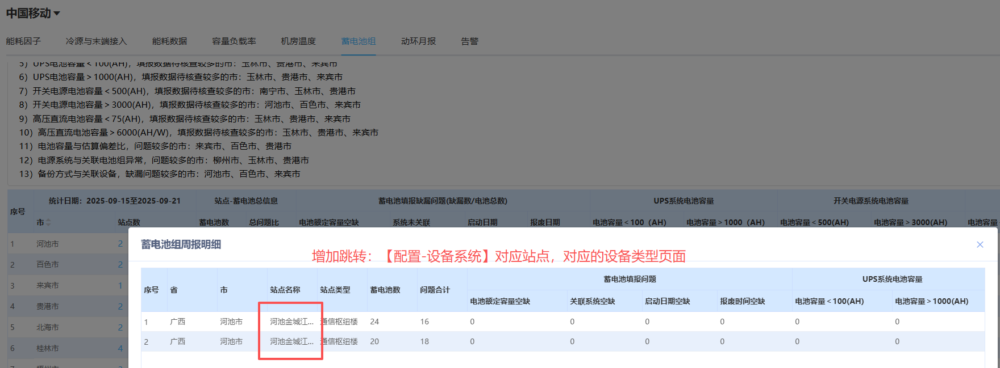 中国移动
能耗因子 冷源与末端接入 能耗数据 容量负载率 机房温度 蓄电池组 动环月报 告警
5）UPS电池容量＜100(AH)，填报数据待核查较多的市：玉林市、贵港市、来宾市
6）UPS电池容量＞1000(AH)，填报数据待核查较多的市：玉林市、贵港市、来宾市
7）开关电源电池容量＜500(AH)，填报数据待核查较多的市：南宁市、玉林市、贵港市
8）开关电源电池容量＞3000(AH)，填报数据待核查较多的市：河池市、百色市、来宾市
9）高压直流电池容量＜75(AH)，填报数据待核查较多的市：玉林市、贵港市、来宾市
10）高压直流电池容量＞6000(AH/W)，填报数据待核查较多的市：玉林市、贵港市、来宾市
11）电池容量与估算偏差比，问题较多的市：来宾市、百色市、贵港市
12）电源系统与关联电池组异常，问题较多的市：柳州市、玉林市、贵港市
13）备份方式与关联设备，缺漏问题较多的市：河池市、百色市、来宾市
序号 统计日期：2025-09-15至2025-09-21 站点-蓄电池总信息 蓄电池填报缺漏问题(缺漏数/电池总数) UPS系统电池容量 开关电源系统电池容量
市 站点数 蓄电池数 总问题比 电池额定容量空缺 系统未关联 启动日期 报废日期 电池容量＜100（AH） 电池容量＞1000（AH） 电池容量＜500(AH) 电池容量＞3000(AH) 电池容量
1 河池市 2
2 百色市 2
3 来宾市 1
4 贵港市 2
5 北海市 2
6 桂林市 4
蓄电池组周报明细
增加跳转：【配置-设备系统】对应站点，对应的设备类型页面
序号 省 市 站点名称 站点类型 蓄电池数 问题合计 蓄电池填报问题 UPS系统电池容量
电池额定容量空缺 关联系统空缺 启动日期空缺 报废时间空缺 电池容量＜100(AH) 电池容量＞1000(AH)
1 广西 河池市 河池金城江... 通信枢纽楼 24 16 0 0 0 0 0 0
2 广西 河池市 河池金城江... 通信枢纽楼 20 18 0 0 0 0 0 0